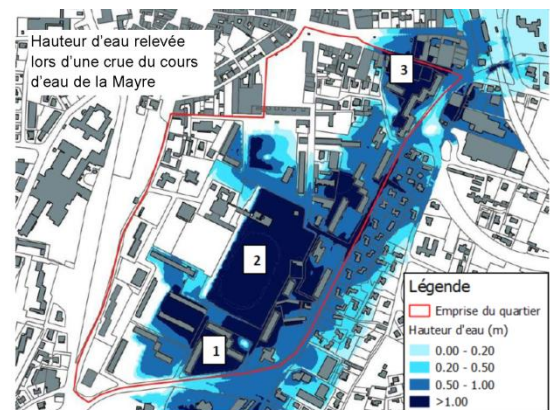 Hauteur d'eau relevée
lors d'une crue du cours
d'eau de la Mayre
3
2
1
Légende
Emprise du quartier
Hauteur d'eau (m)
0.00 - 0.20
0.20 - 0.50
0.50 - 1.00
>1.00